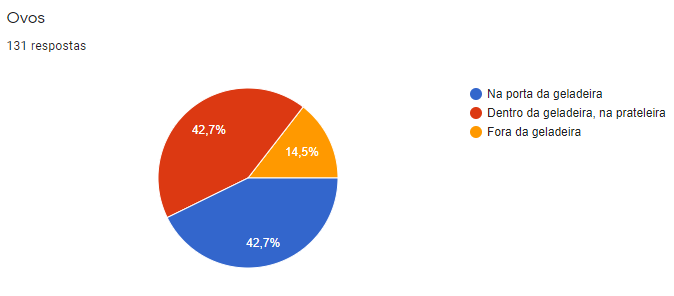 Ovos
131 respostas
Na porta da geladeira
Dentro da geladeira, na prateleira
Fora da geladeira
42,7%
14,5%
42,7%